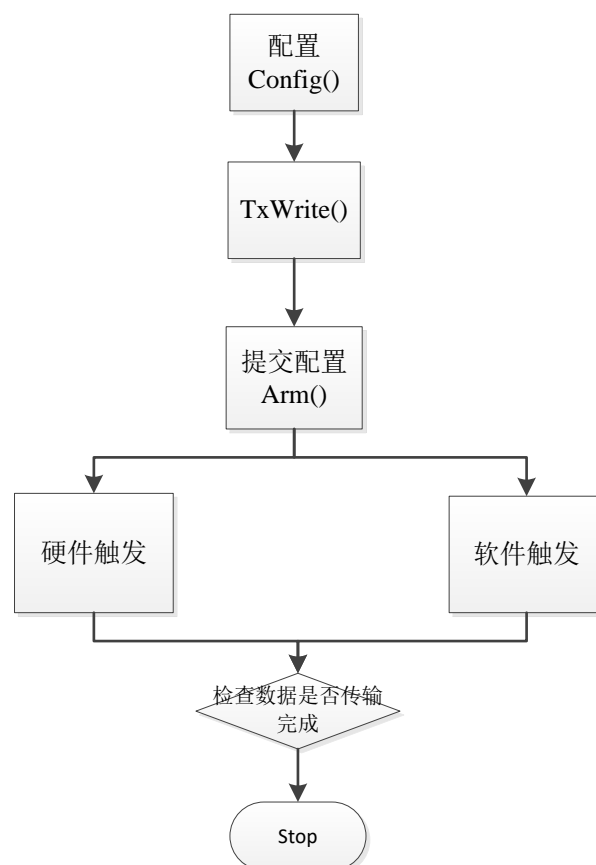 配置
Config()
TxWrite()
提交配置
Arm()
硬件触发
软件触发
检查数据是否传输
完成
Stop